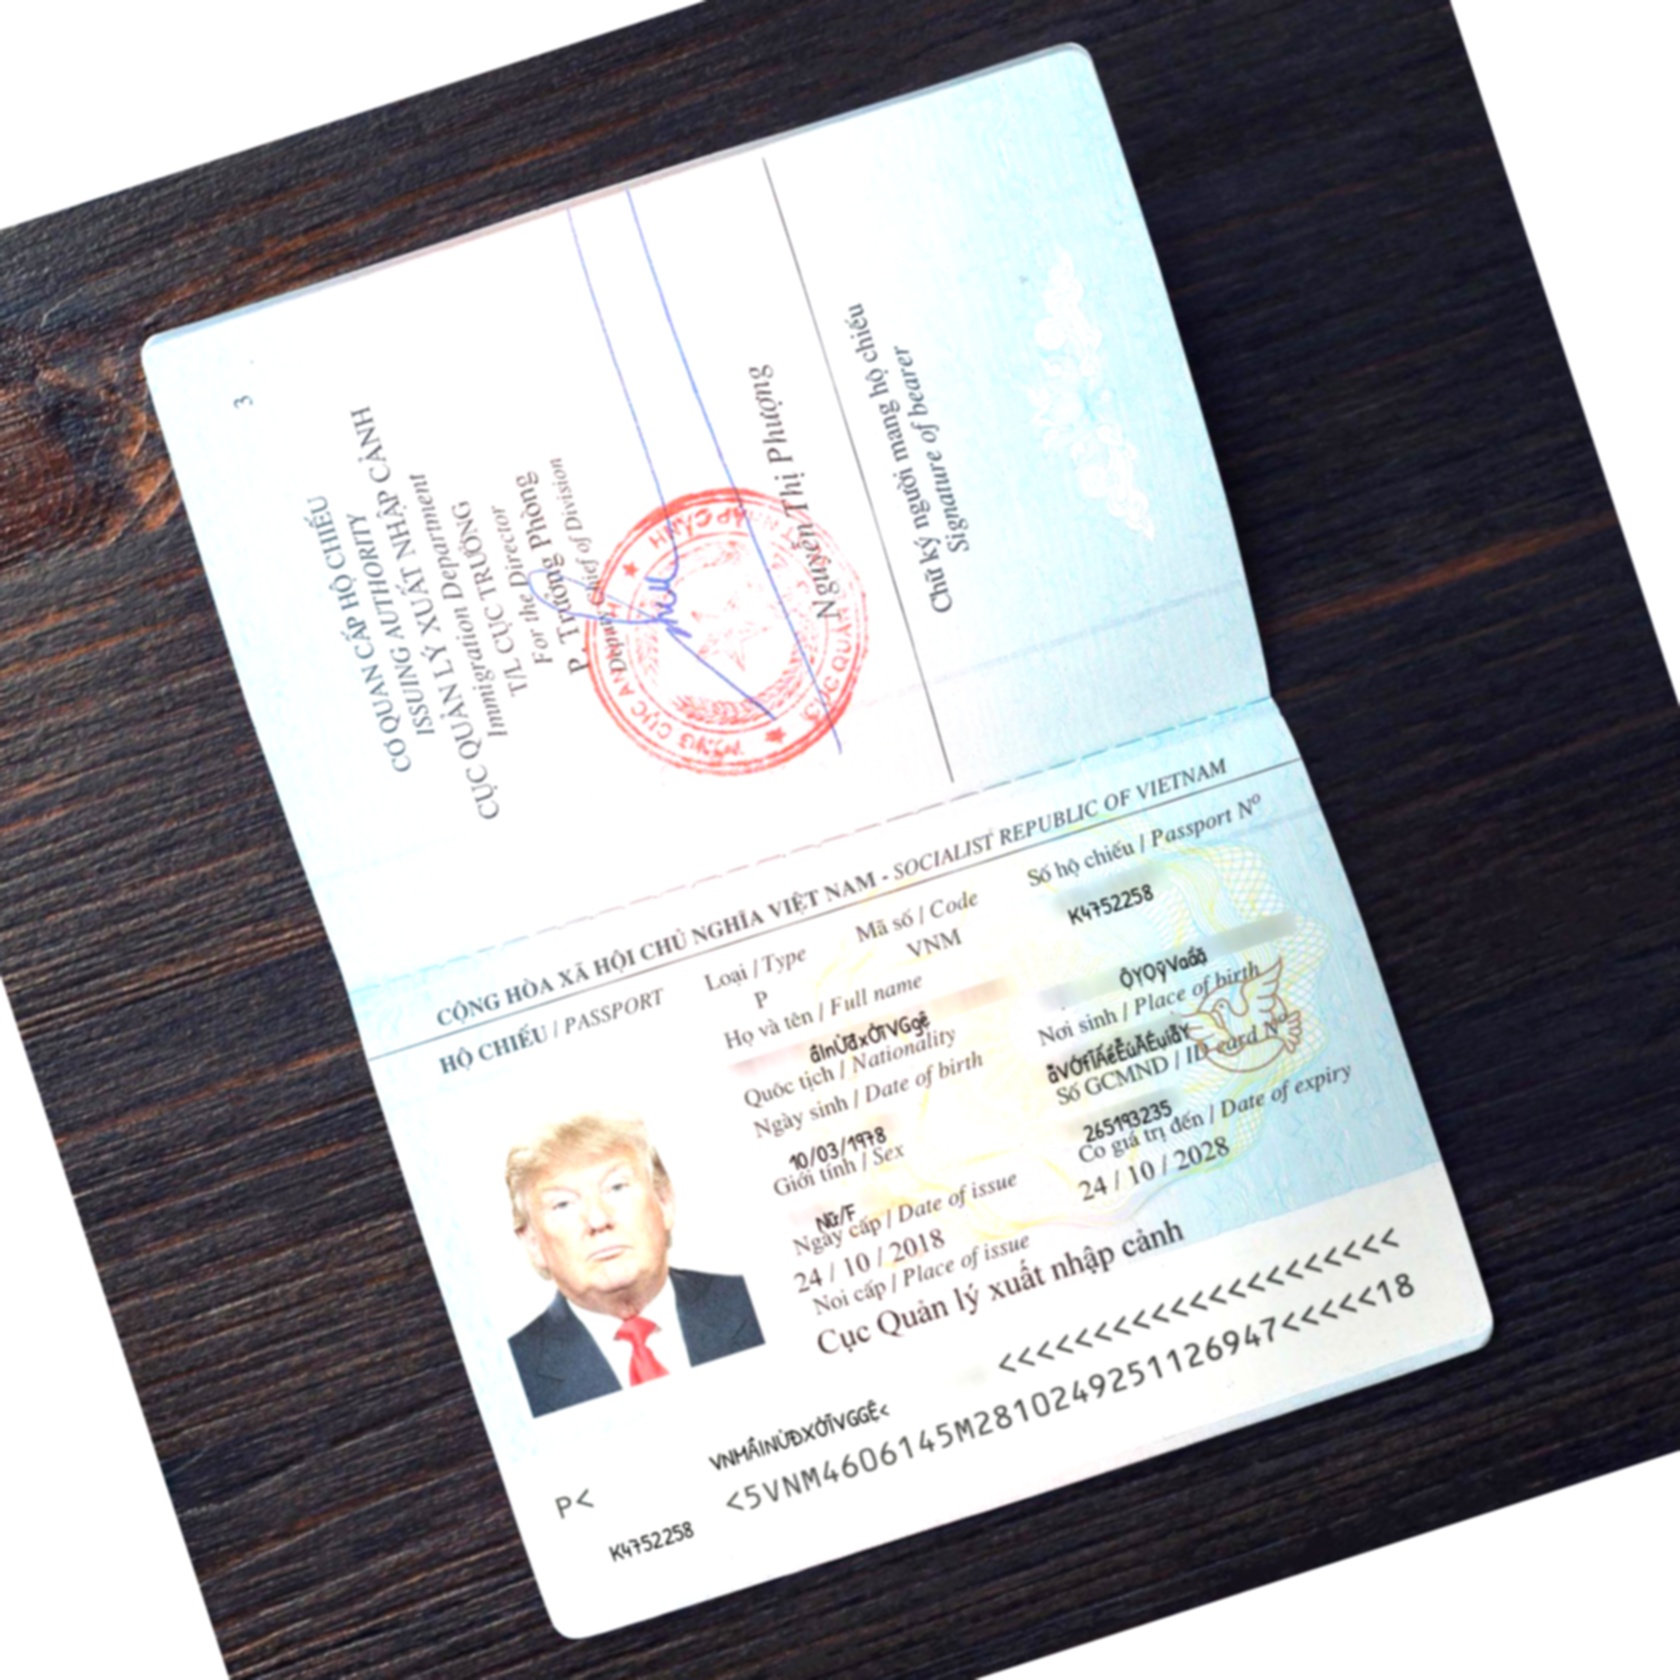 3
CƠ QUAN CẤP HỘ CHIẾU
ISSUING AUTHORITY
CỤC QUẢN LÝ XUẤT NHẬP CẢNH
Immigration Department
T/L CỤC TRƯỞNG
For the Director
P. Trưởng Phòng
Deputy Chief of Division
Nguyễn Thị Phượng
Chữ ký người mang hộ chiếu
Signature of bearer
CỘNG HÒA XÃ HỘI CHỦ NGHĨA VIỆT NAM - SOCIALIST REPUBLIC OF VIETNAM
HỘ CHIẾU / PASSPORT
Loại / Type
Mã số / Code
Số hộ chiếu / Passport Nº
P
VNM
K4752258
Họ và tên / Full name
Quốc tịch / Nationality
Ngày sinh / Date of birth
Nơi sinh / Place of birth
10/03/1978
Số GCMND / ID card Nº
265193235
Giới tính / Sex
Nữ/F
Có giá trị đến / Date of expiry
24 / 10 / 2028
Ngày cấp / Date of issue
24 / 10 / 2018
Nơi cấp / Place of issue
Cục Quản lý xuất nhập cảnh
P<
<<<<<<<<<<<<<<<<<<<<<<
K4752258 <5VNM4606145M2810249251126947<<<<<18